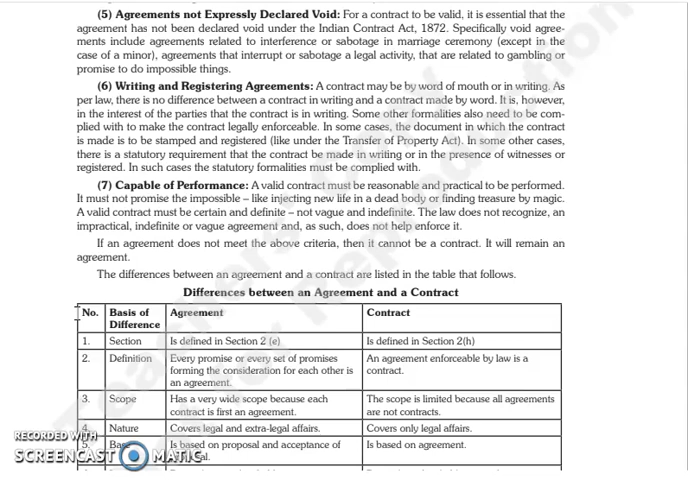 (5) Agreements not Expressly Declared Void: For a contract to be valid, it is essential that the
agreement has not been declared void under the Indian Contract Act, 1872. Specifically void agree-
ments include agreements related to interference or sabotage in marriage ceremony (except in the
case of a minor), agreements that interrupt or sabotage a legal activity, that are related to gambling or
promise to do impossible things.
(6) Writing and Registering Agreements: A contract may be by word of mouth or in writing. As
per law, there is no difference between a contract in writing and a contract made by word. It is, however,
in the interest of the parties that the contract is in writing. Some other formalities also need to be com-
plied with to make the contract legally enforceable. In some cases, the document in which the contract
is made is to be stamped and registered (like under the Transfer of Property Act). In some other cases,
there is a statutory requirement that the contract be made in writing or in the presence of witnesses or
registered. In such cases the statutory formalities must be complied with.
(7) Capable of Performance: A valid contract must be reasonable and practical to be performed.
It must not promise the impossible – like injecting new life in a dead body or finding treasure by magic.
A valid contract must be certain and definite – not vague and indefinite. The law does not recognize, an
impractical, indefinite or vague agreement and, as such, does not help enforce it.
If an agreement does not meet the above criteria, then it cannot be a contract. It will remain an
agreement.
The differences between an agreement and a contract are listed in the table that follows.
Differences between an Agreement and a Contract
No. Basis of Difference Agreement Contract
1. Section Is defined in Section 2 (e) Is defined in Section 2(h)
2. Definition Every promise or every set of promises forming the consideration for each other is an agreement. An agreement enforceable by law is a contract.
3. Scope Has a very wide scope because each contract is first an agreement. The scope is limited because all agreements are not contracts.
4. Nature Covers legal and extra-legal affairs. Covers only legal affairs.
5. Is based on proposal and acceptance of Is based on agreement.
RECORDED WITH
SCREENCAST MATIC